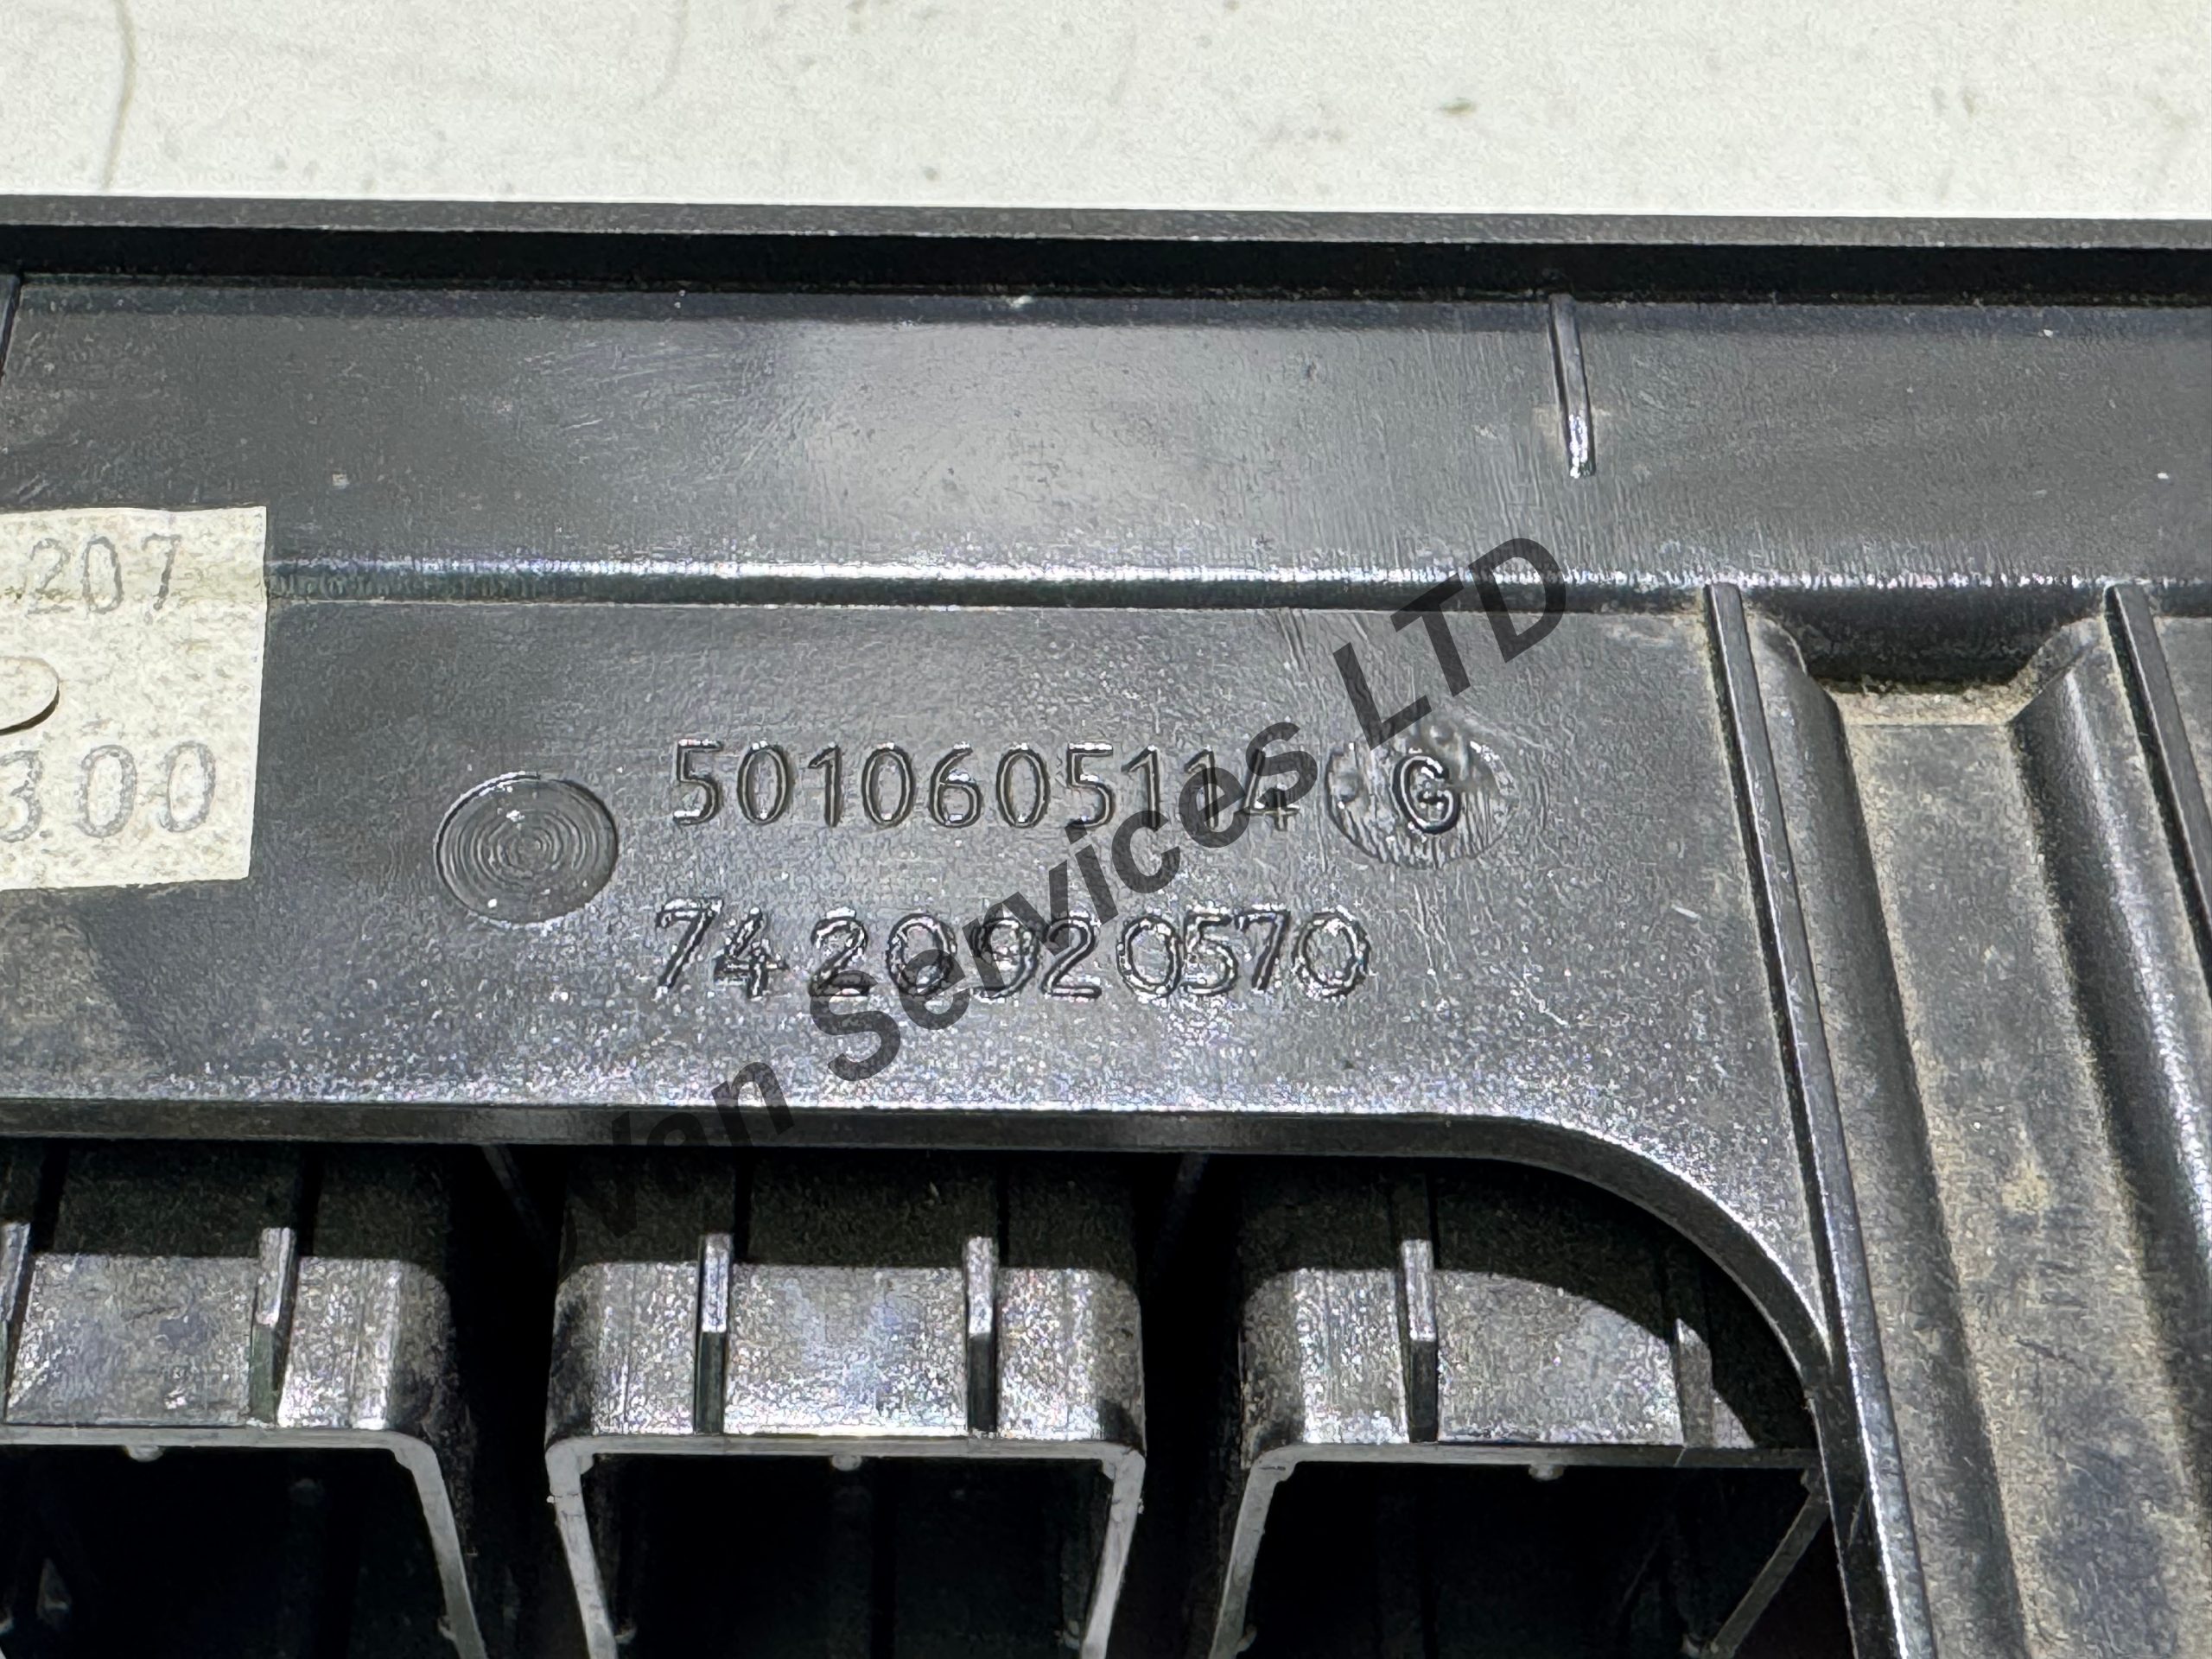 207
300
5010605114 G
7420920570
Van Services LTD